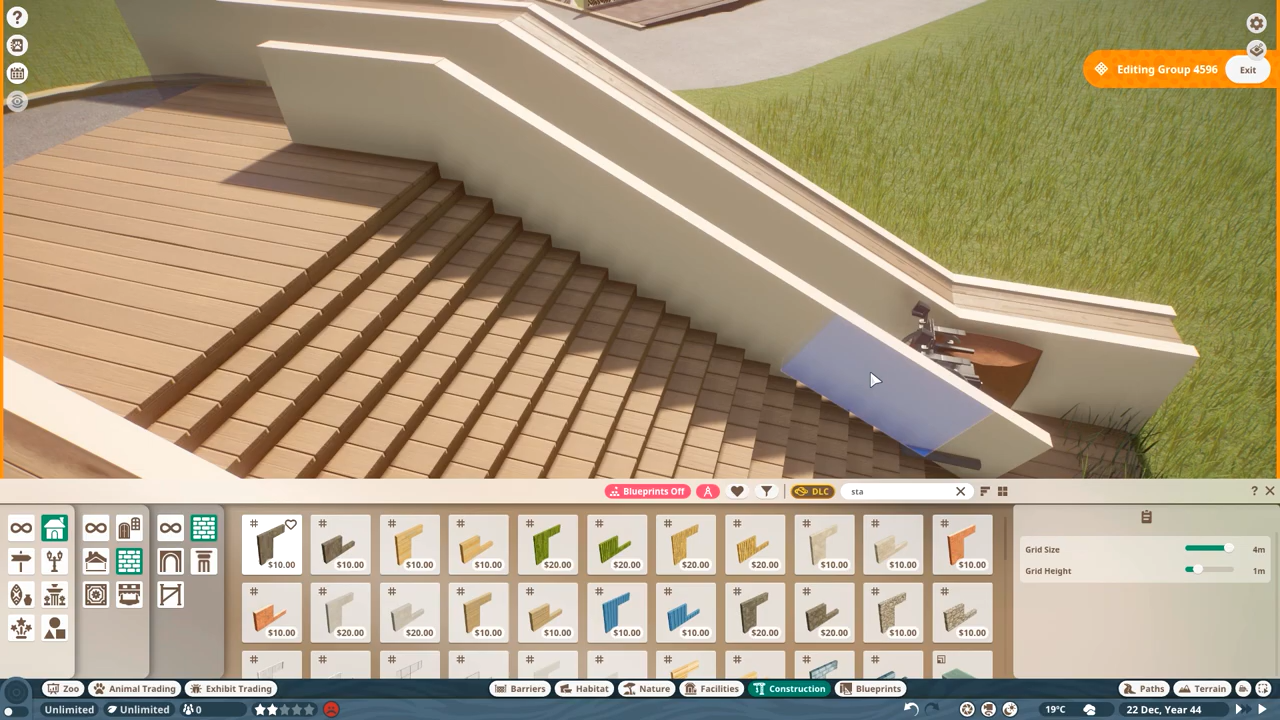 ?
Editing Group 4596
Exit
Blueprints Off
DLC
sta
?
$10.00 $10.00 $10.00 $10.00 $20.00 $20.00 $20.00 $20.00 $10.00 $10.00 $10.00
Grid Size 4m
Grid Height 1m
$10.00 $20.00 $20.00 $10.00 $10.00 $10.00 $10.00 $20.00 $20.00 $10.00 $10.00
Zoo Animal Trading Exhibit Trading Barriers Habitat Nature Facilities Construction Blueprints Paths Terrain
Unlimited Unlimited 0 19°C 22 Dec, Year 44